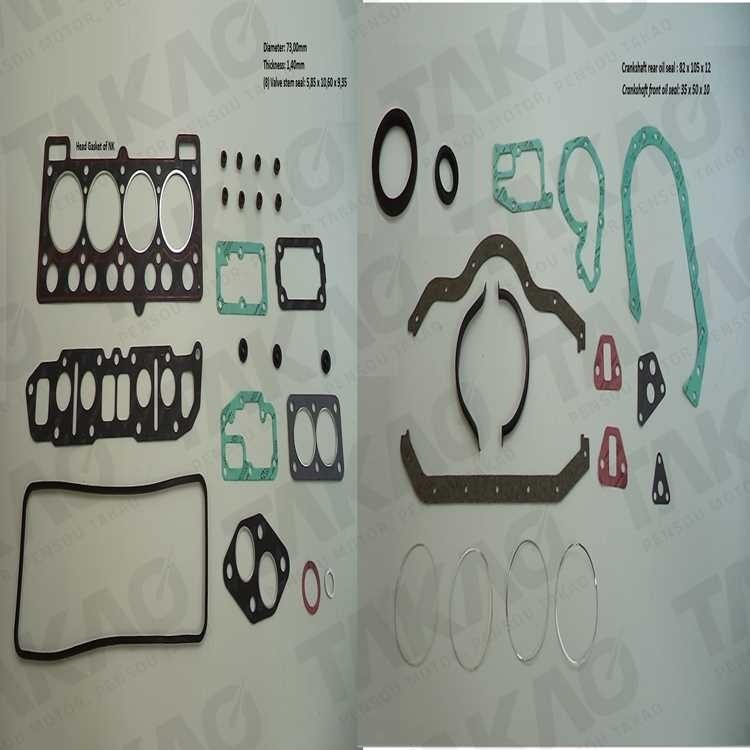 Diameter: 73,00mm
Thickness: 1,40mm
(8) Valve stem seal: 5,85 x 10,60 x 9,35
Head Gasket of NK
Crankshaft rear oil seal : 82 x 105 x 12
Crankshaft front oil seal: 35 x 50 x 10
TAKAO
PENSOU MOTOR, PENSOU TAKAO